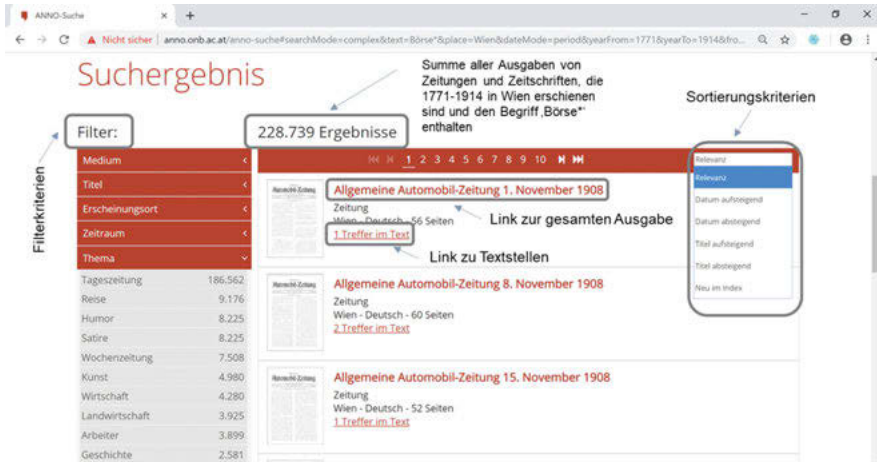 ANNO-Suche
Nicht sicher | anno.onb.ac.at/anno-suche#searchMode=complex&text=Börse*&place=Wien&dateMode=period&yearFrom=1771&yearTo=1914&fro...
Suchergebnis
Summe aller Ausgaben von
Zeitungen und Zeitschriften, die
1771-1914 in Wien erschienen
sind und den Begriff ‚Börse*'
enthalten
Sortierungskriterien
Filterkriterien
Filter:
228.739 Ergebnisse
Medium
Titel
Erscheinungsort
Zeitraum
Thema
Tageszeitung 186.562
Reise 9.176
Humor 8.225
Satire 8.225
Wochenzeitung 7.508
Kunst 4.980
Wirtschaft 4.280
Landwirtschaft 3.925
Arbeiter 3.899
Geschichte 2.581
1 2 3 4 5 6 7 8 9 10
Relevanz
Relevanz
Datum aufsteigend
Datum absteigend
Titel aufsteigend
Titel absteigend
Neu im Index
Allgemeine Automobil-Zeitung 1. November 1908
Zeitung
Wien - Deutsch - 56 Seiten
1 Treffer im Text
Link zur gesamten Ausgabe
Link zu Textstellen
Allgemeine Automobil-Zeitung 8. November 1908
Zeitung
Wien - Deutsch - 60 Seiten
2 Treffer im Text
Allgemeine Automobil-Zeitung 15. November 1908
Zeitung
Wien - Deutsch - 52 Seiten
1 Treffer im Text